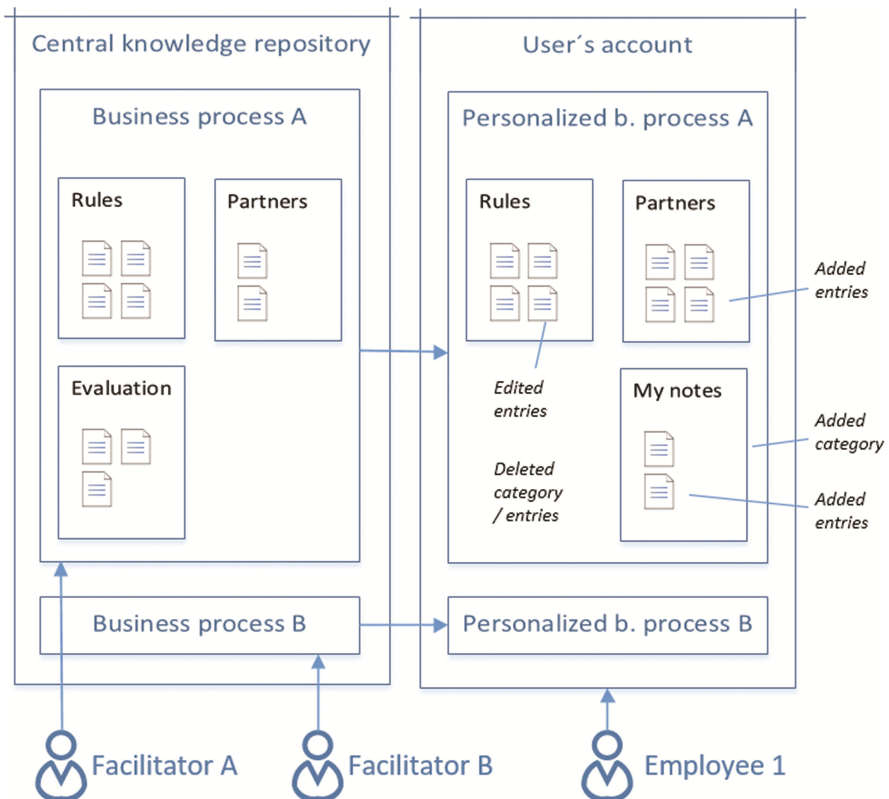 Central knowledge repository
Business process A
Rules
Partners
Evaluation
Business process B
User´s account
Personalized b. process A
Rules
Partners
Added
entries
Edited
entries
My notes
Added
category
Deleted
category
/ entries
Added
entries
Personalized b. process B
Facilitator A
Facilitator B
Employee 1